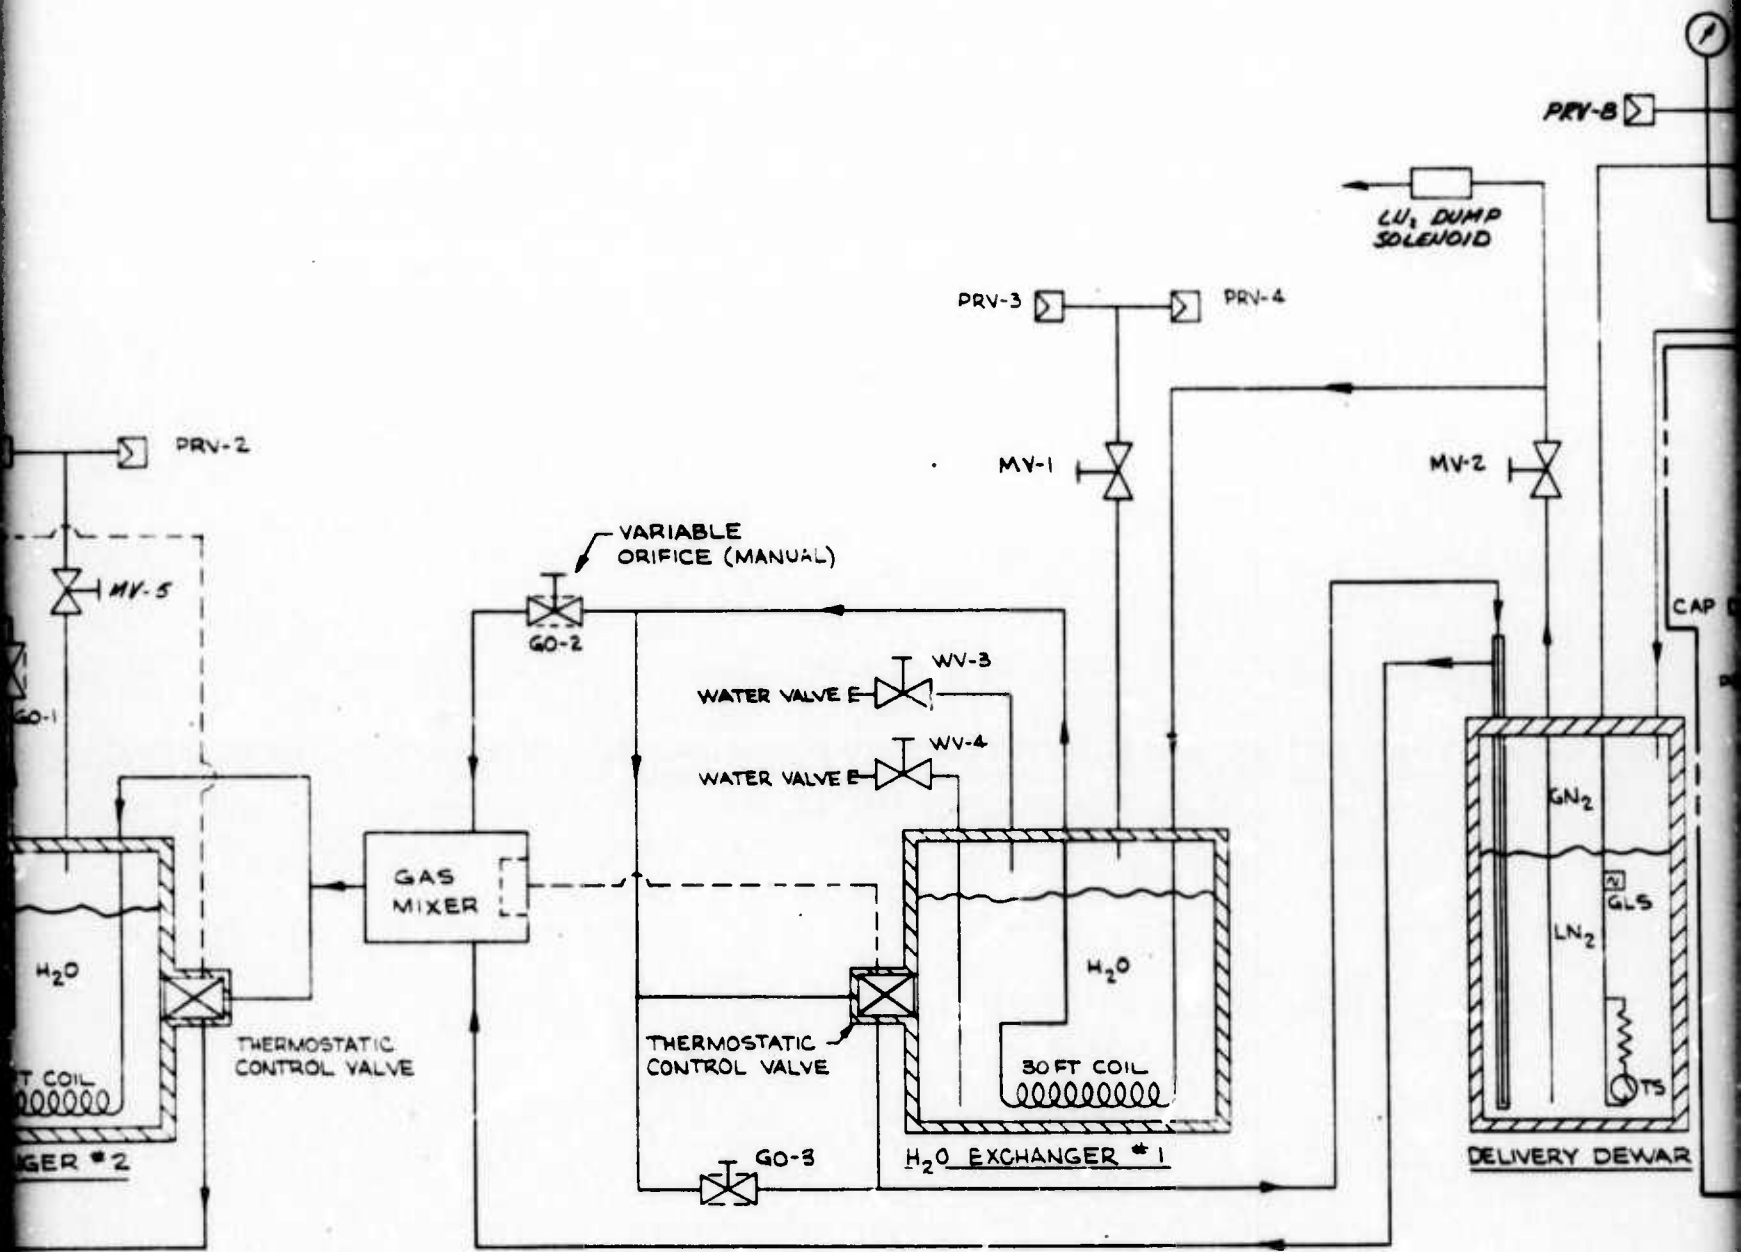 PRV-8
LN₂ DUMP
SOLENOID
PRV-3
PRV-4
PRV-2
MV-1
MV-2
VARIABLE
ORIFICE (MANUAL)
MV-5
CAP
GO-2
WV-3
WATER VALVE
GO-1
WV-4
WATER VALVE
GN₂
GAS
MIXER
GLS
LN₂
H₂O
H₂O
THERMOSTATIC
CONTROL VALVE
THERMOSTATIC
CONTROL VALVE
30 FT COIL
T COIL
TS
GO-3
H₂O EXCHANGER #1
NGER #2
DELIVERY DEWAR